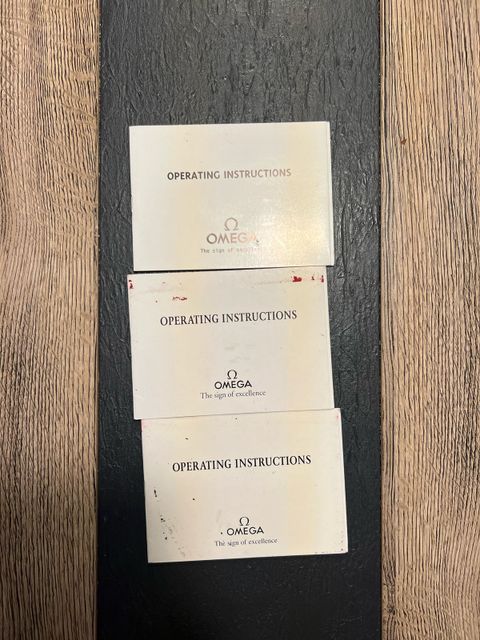 OPERATING INSTRUCTIONS
Ω
OMEGA
The sign of excellence
OPERATING INSTRUCTIONS
Ω
OMEGA
The sign of excellence
OPERATING INSTRUCTIONS
Ω
OMEGA
The sign of excellence